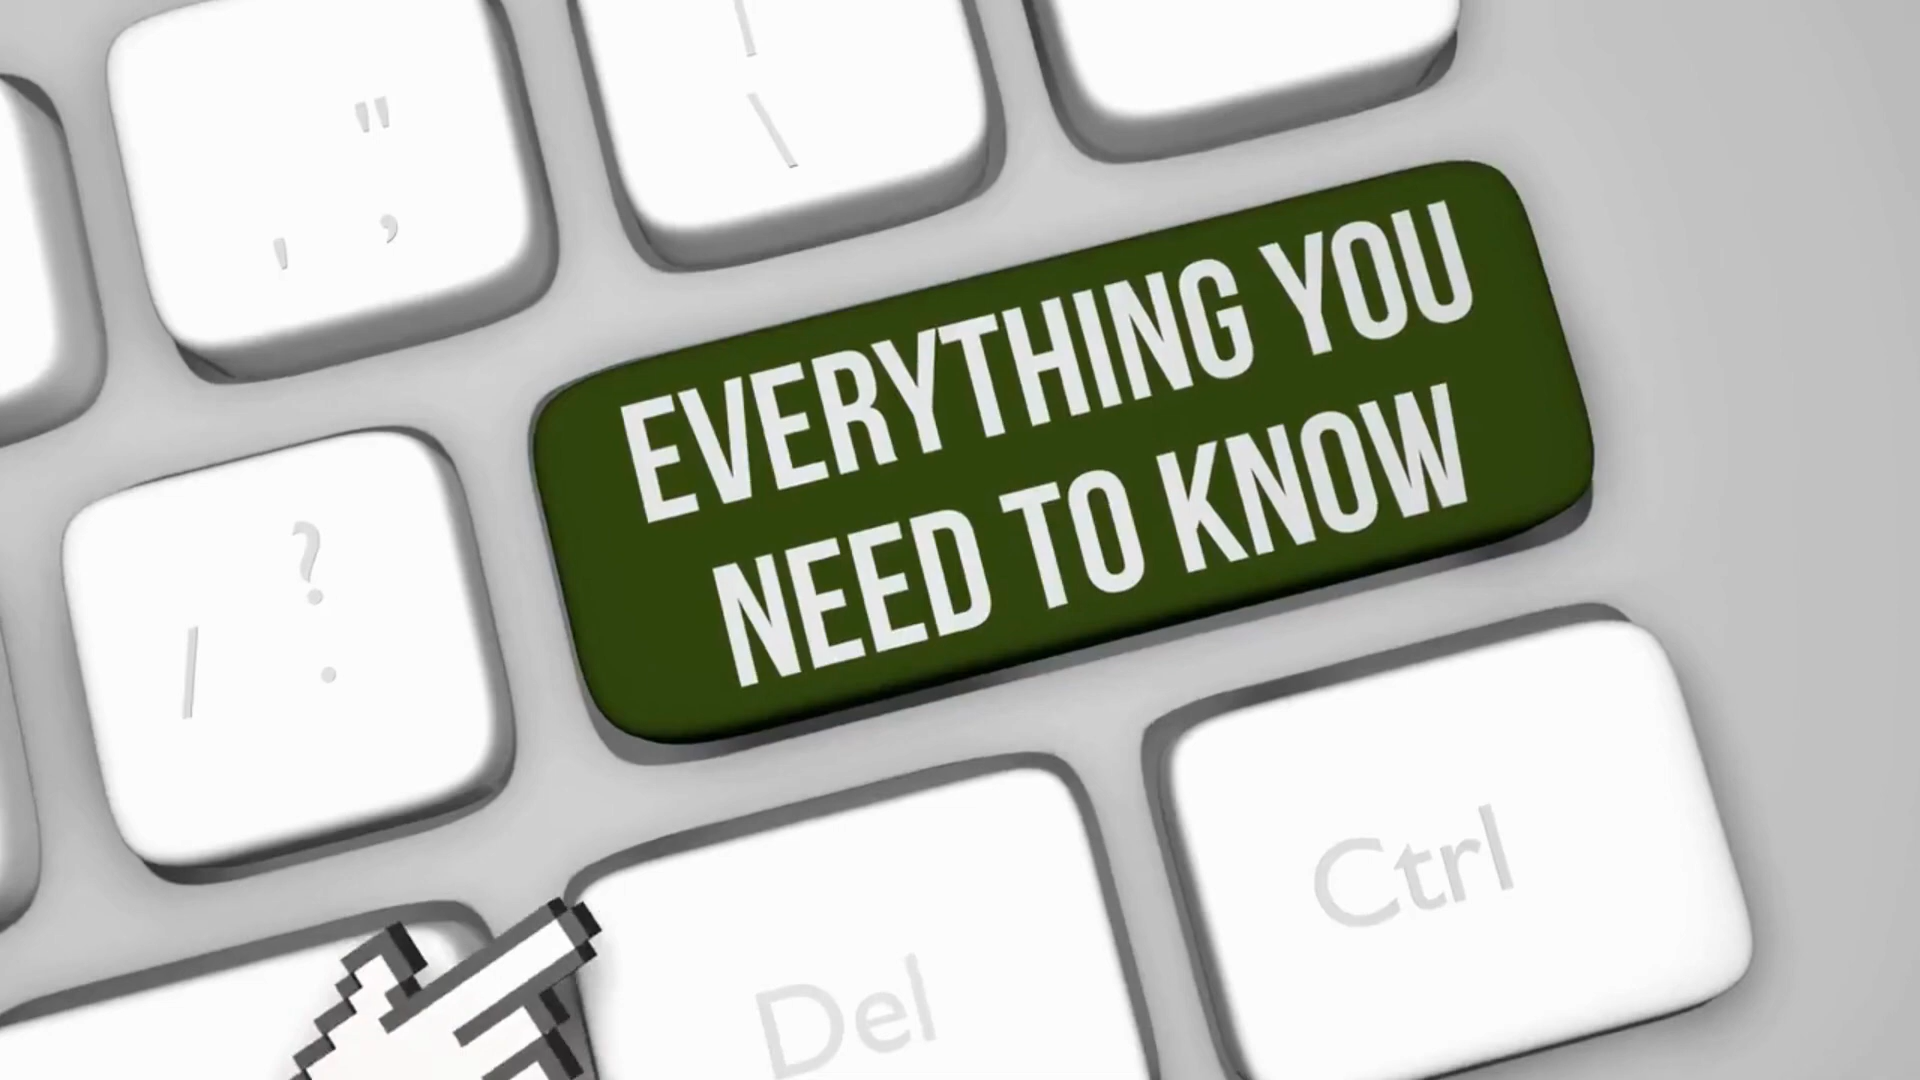 "
' ,
|
\
EVERYTHING YOU
NEED TO KNOW
?
/ .
Ctrl
Del